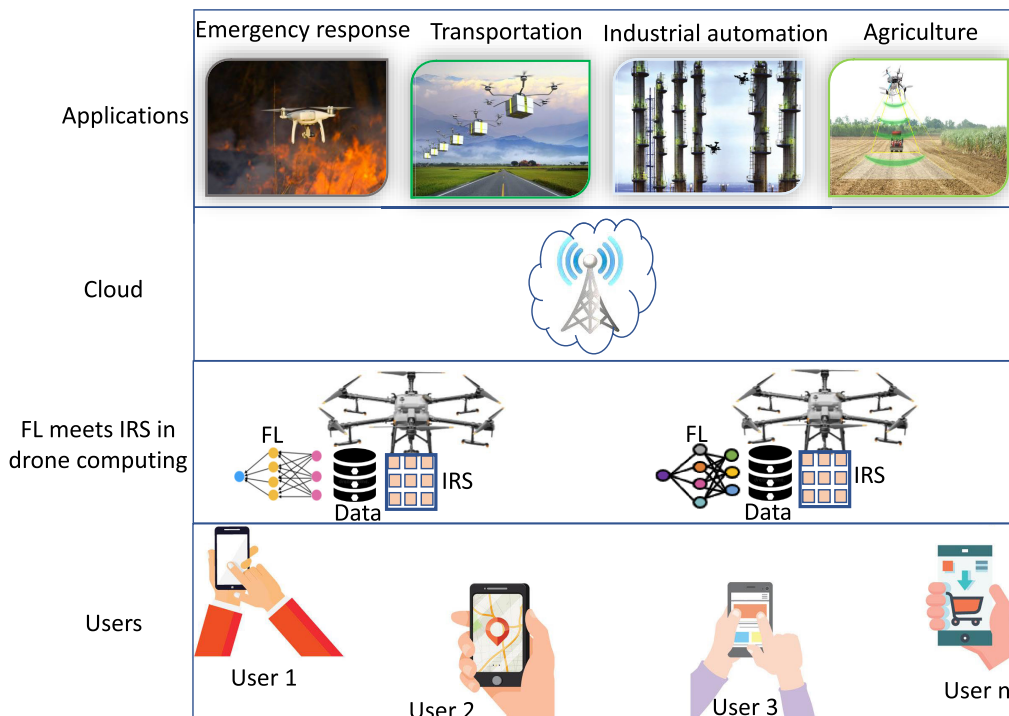 Emergency response
Transportation
Industrial automation
Agriculture
Applications
Cloud
FL meets IRS in
drone computing
FL
IRS
Data
FL
IRS
Data
Users
User 1
User 2
User 3
User n